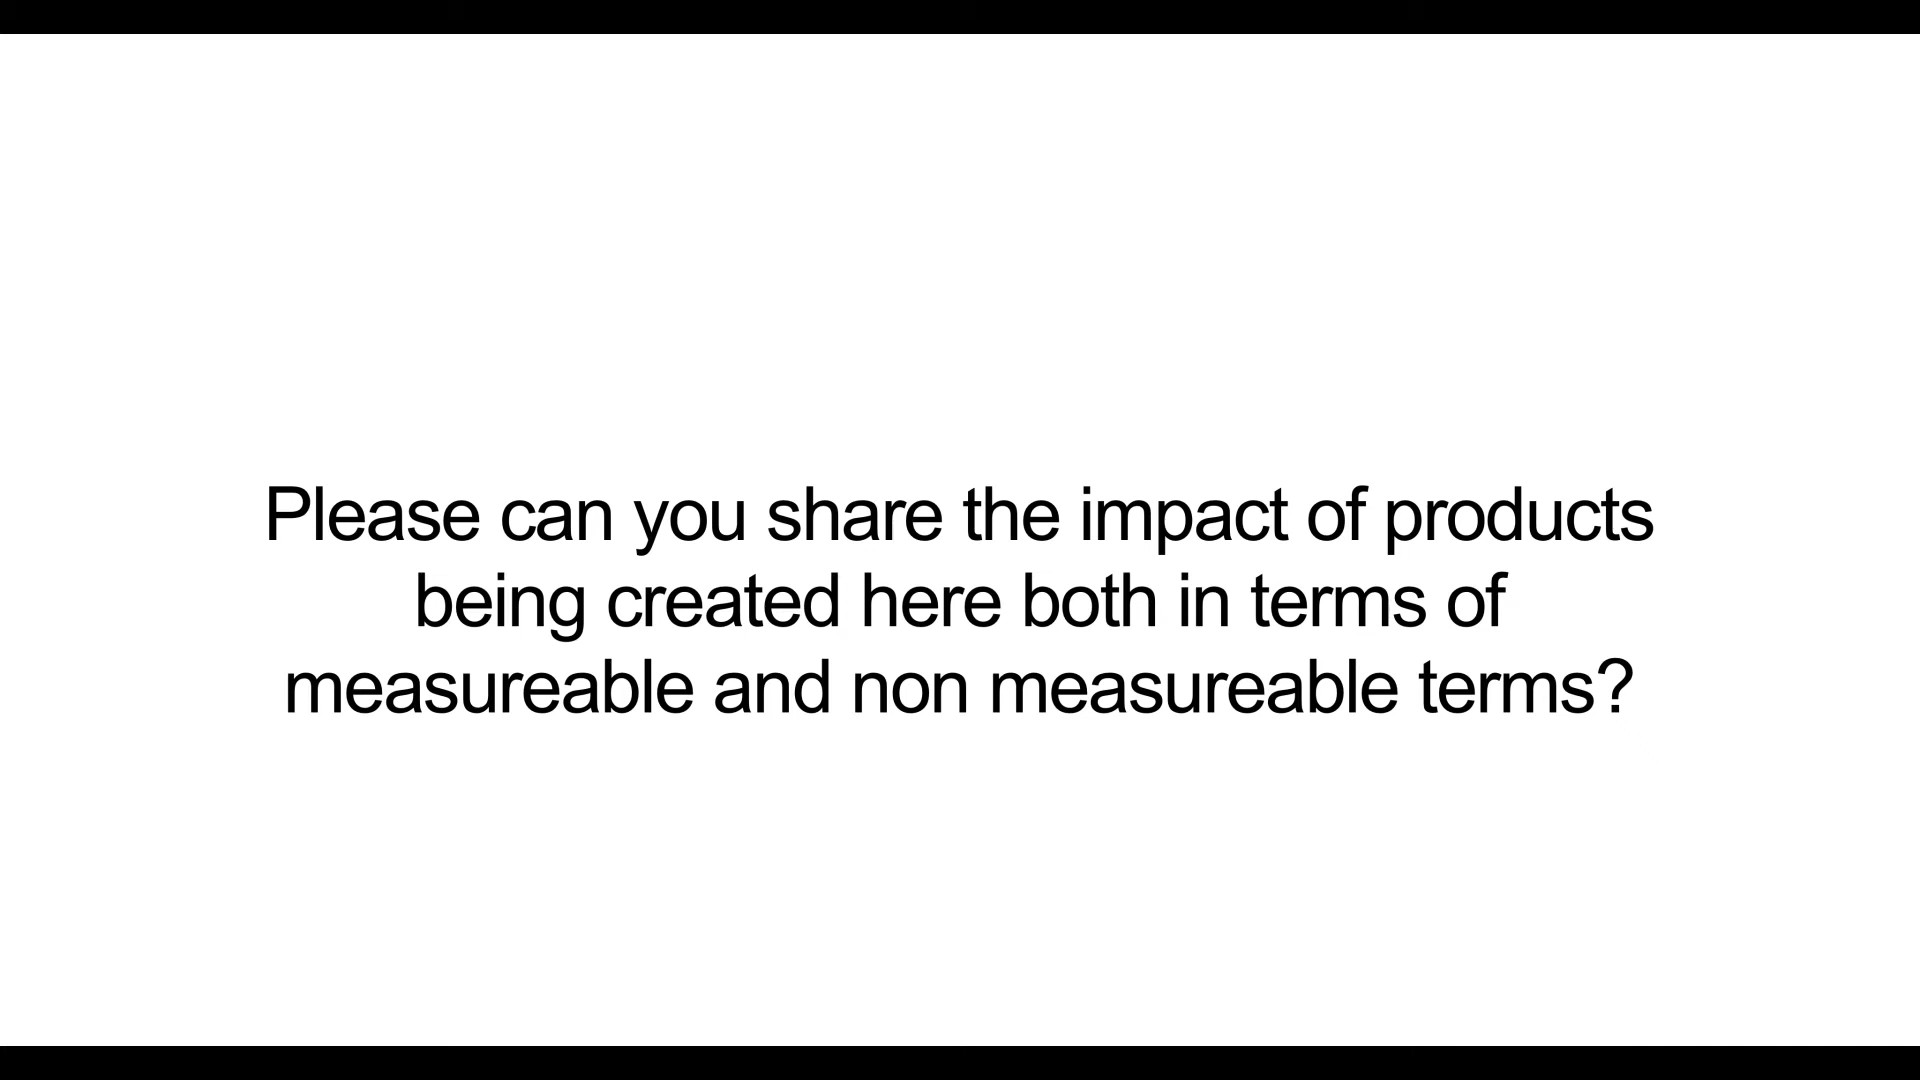 Please can you share the impact of products
being created here both in terms of
measureable and non measureable terms?